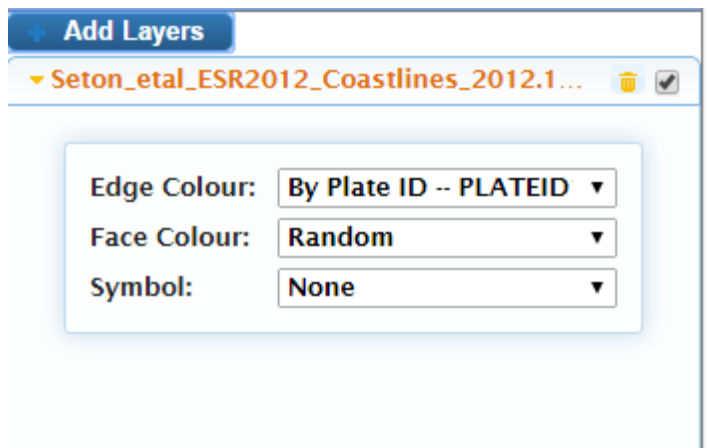 Add Layers
Seton_etal_ESR2012_Coastlines_2012.1...
Edge Colour: By Plate ID -- PLATEID
Face Colour: Random
Symbol: None